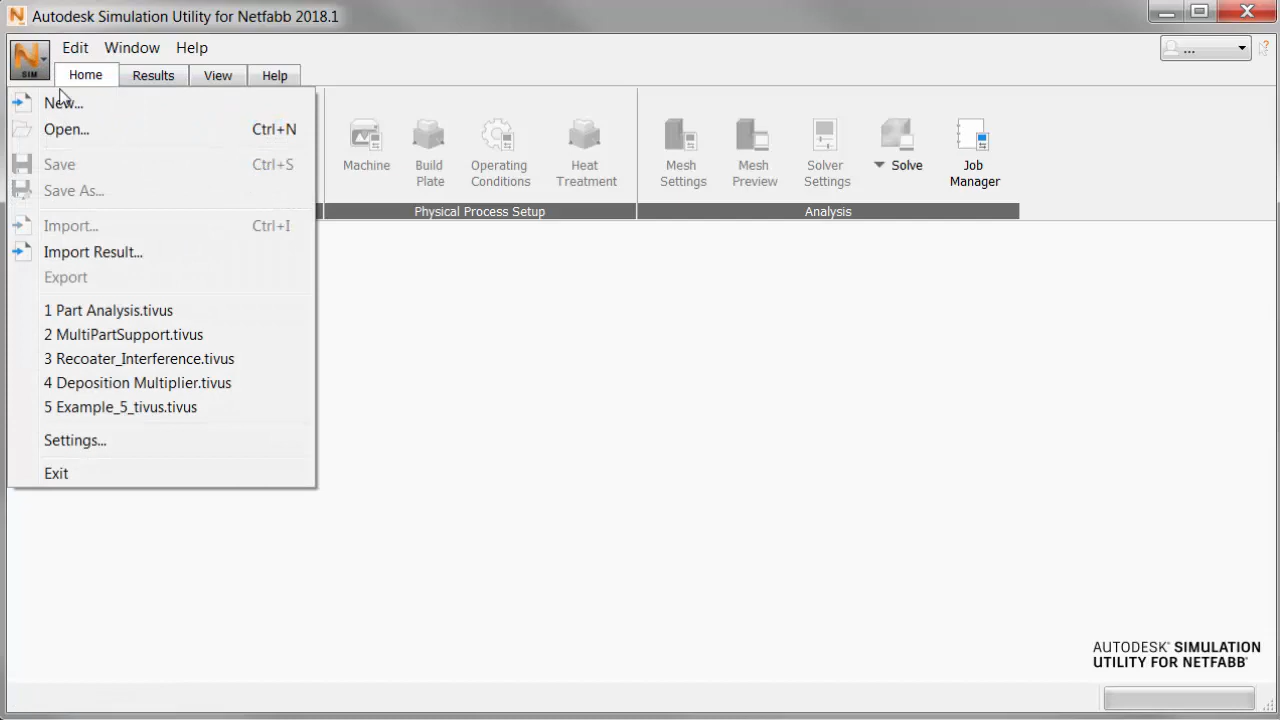 Autodesk Simulation Utility for Netfabb 2018.1
N SIM
Edit Window Help
...
Home Results View Help
New...
Open... Ctrl+N
Save Ctrl+S
Save As...
Import... Ctrl+I
Import Result...
Export
1 Part Analysis.tivus
2 MultiPartSupport.tivus
3 Recoater_Interference.tivus
4 Deposition Multiplier.tivus
5 Example_5_tivus.tivus
Settings...
Exit
Machine
Build
Plate
Operating
Conditions
Heat
Treatment
Physical Process Setup
Mesh
Settings
Mesh
Preview
Solver
Settings
Solve
Job
Manager
Analysis
AUTODESK® SIMULATION
UTILITY FOR NETFABB®